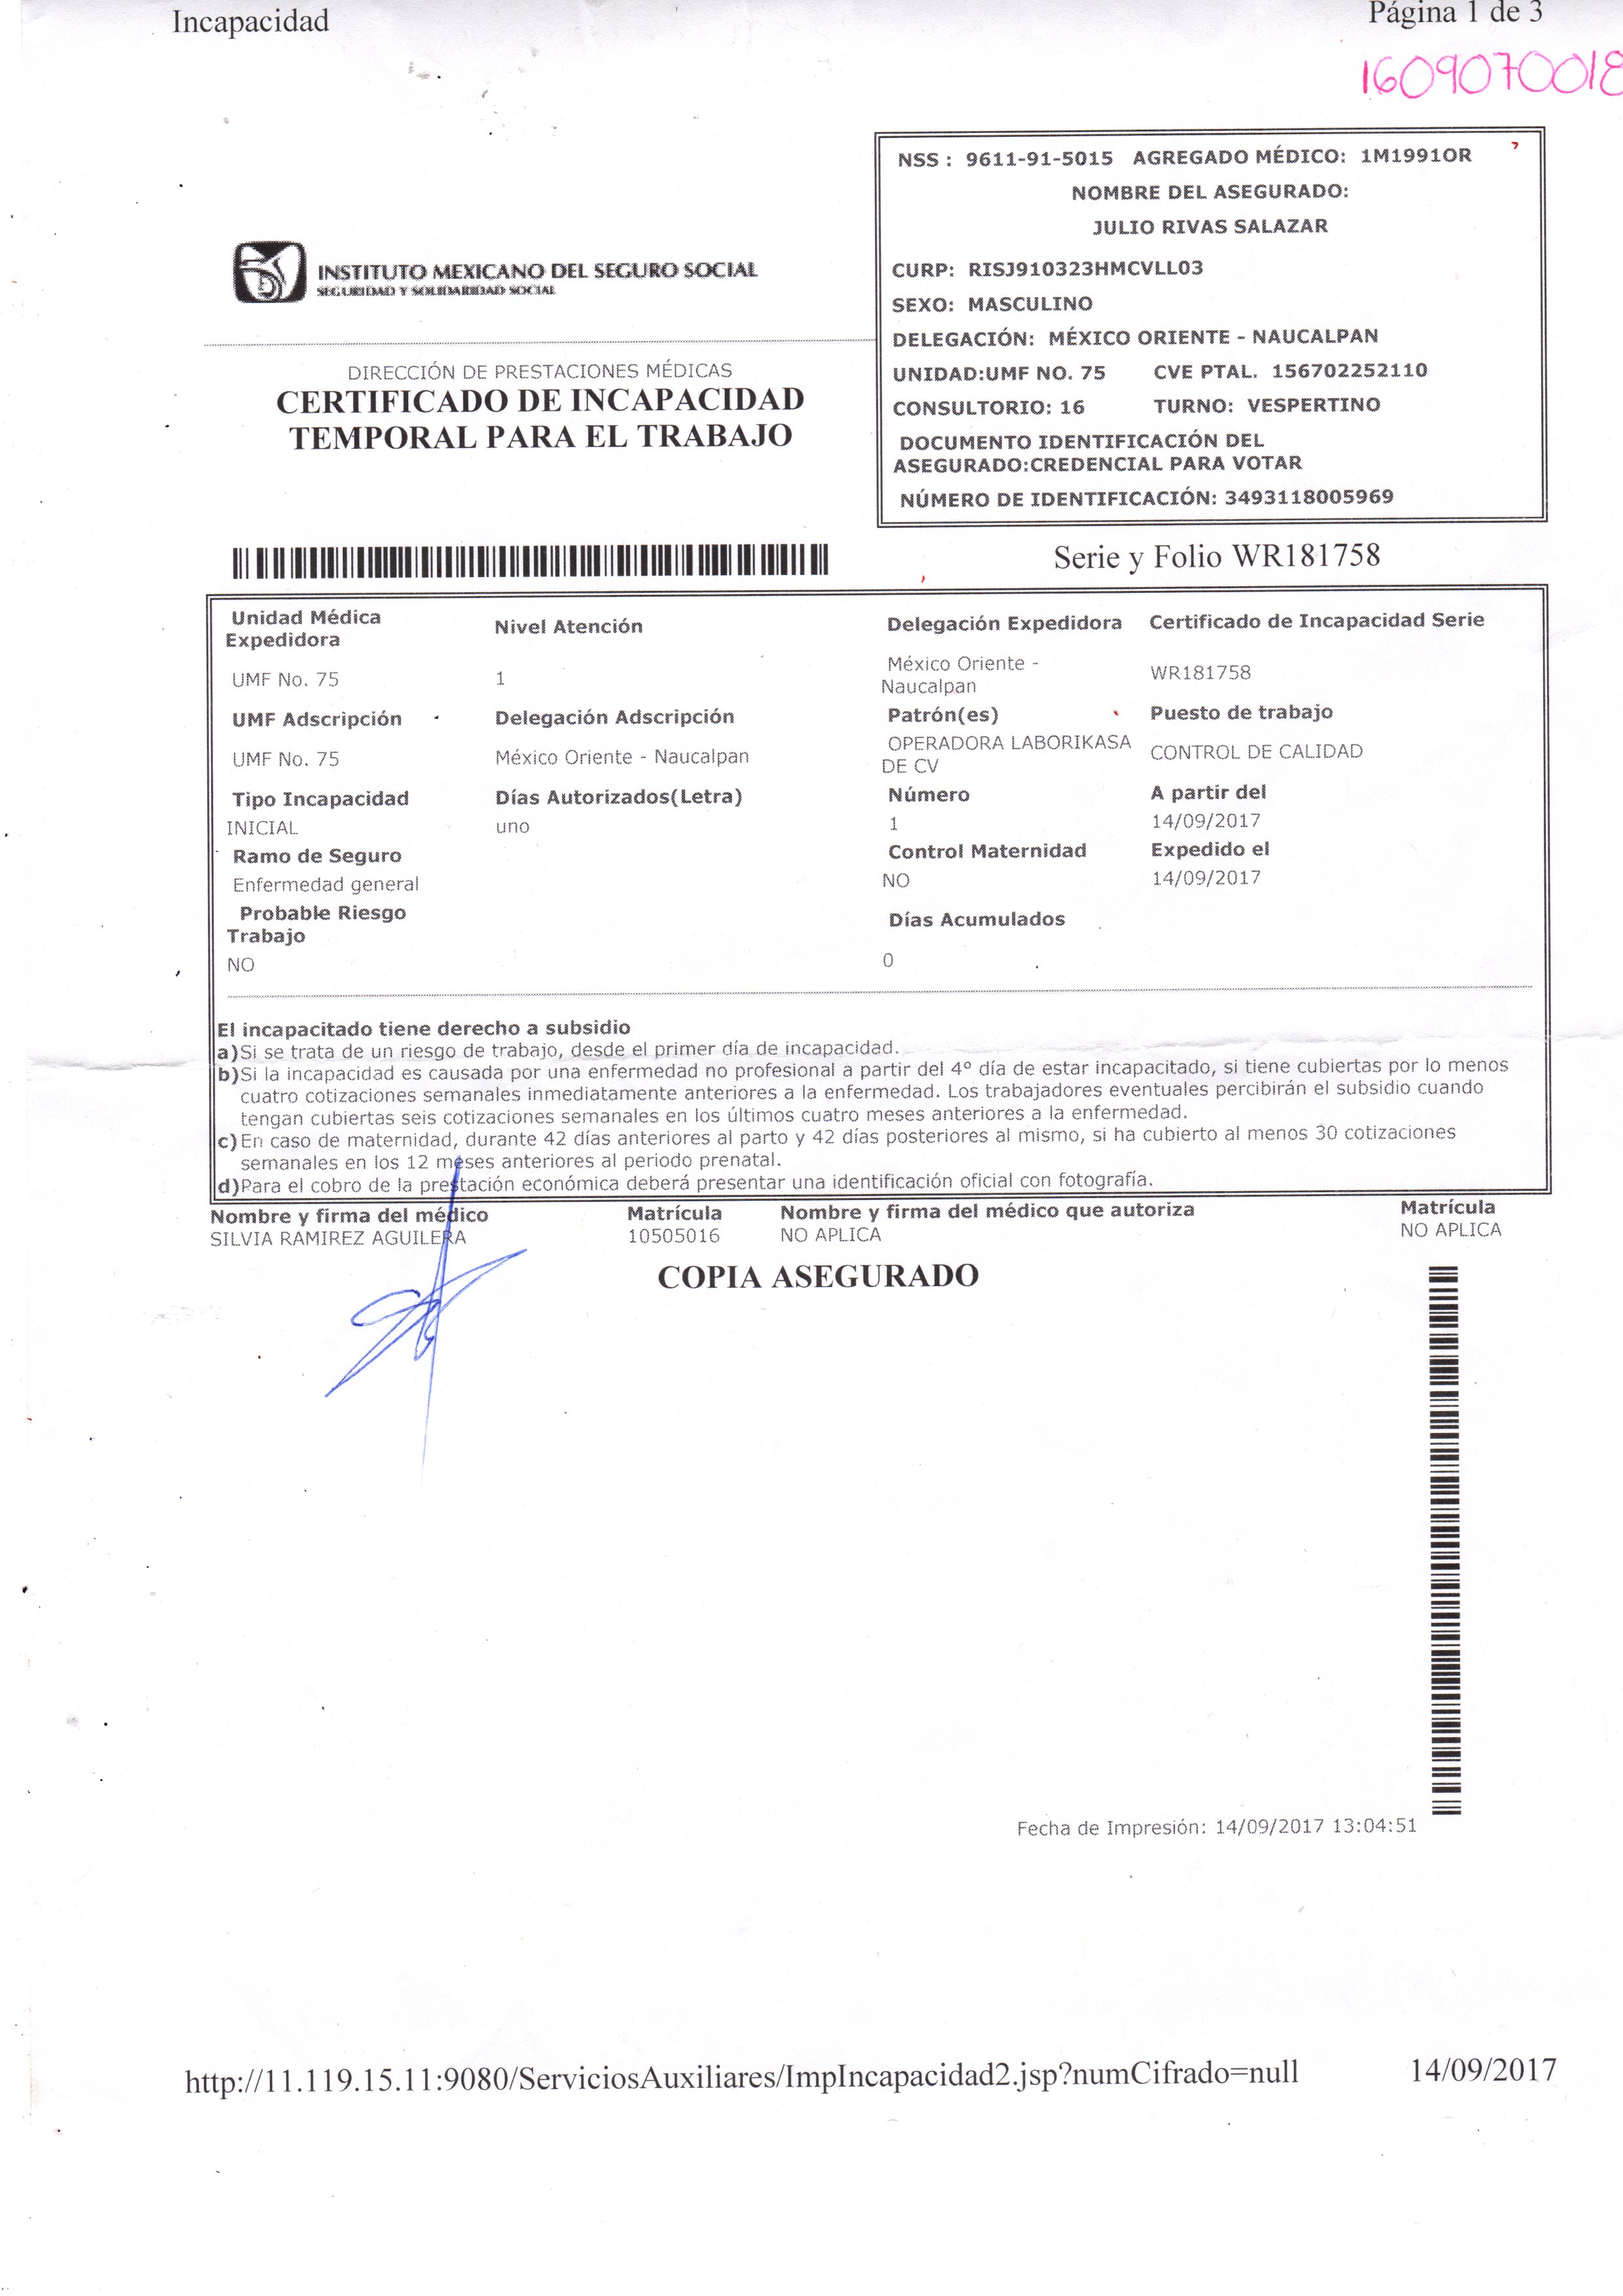 Incapacidad
Página 1 de 3
1609070018
NSS : 9611-91-5015 AGREGADO MÉDICO: 1M1991OR
NOMBRE DEL ASEGURADO:
JULIO RIVAS SALAZAR
CURP: RISJ910323HMCVLL03
SEXO: MASCULINO
DELEGACIÓN: MÉXICO ORIENTE - NAUCALPAN
UNIDAD:UMF NO. 75 CVE PTAL. 156702252110
CONSULTORIO: 16 TURNO: VESPERTINO
DOCUMENTO IDENTIFICACIÓN DEL
ASEGURADO:CREDENCIAL PARA VOTAR
NÚMERO DE IDENTIFICACIÓN: 3493118005969
INSTITUTO MEXICANO DEL SEGURO SOCIAL
SEGURIDAD Y SOLIDARIDAD SOCIAL
DIRECCIÓN DE PRESTACIONES MÉDICAS
CERTIFICADO DE INCAPACIDAD
TEMPORAL PARA EL TRABAJO
Serie y Folio WR181758
Unidad Médica
Expedidora
Nivel Atención
Delegación Expedidora
Certificado de Incapacidad Serie
UMF No. 75
1
México Oriente -
Naucalpan
WR181758
UMF Adscripción
Delegación Adscripción
Patrón(es)
Puesto de trabajo
UMF No. 75
México Oriente - Naucalpan
OPERADORA LABORIKASA
DE CV
CONTROL DE CALIDAD
Tipo Incapacidad
Días Autorizados(Letra)
Número
A partir del
INICIAL
uno
1
14/09/2017
Ramo de Seguro
Control Maternidad
Expedido el
Enfermedad general
NO
14/09/2017
Probable Riesgo
Trabajo
Días Acumulados
NO
0
El incapacitado tiene derecho a subsidio
a)Si se trata de un riesgo de trabajo, desde el primer día de incapacidad.
b)Si la incapacidad es causada por una enfermedad no profesional a partir del 4º día de estar incapacitado, si tiene cubiertas por lo menos
cuatro cotizaciones semanales inmediatamente anteriores a la enfermedad. Los trabajadores eventuales percibirán el subsidio cuando
tengan cubiertas seis cotizaciones semanales en los últimos cuatro meses anteriores a la enfermedad.
c)En caso de maternidad, durante 42 días anteriores al parto y 42 días posteriores al mismo, si ha cubierto al menos 30 cotizaciones
semanales en los 12 meses anteriores al periodo prenatal.
d)Para el cobro de la prestación económica deberá presentar una identificación oficial con fotografía.
Nombre y firma del médico
Matrícula
Nombre y firma del médico que autoriza
Matrícula
SILVIA RAMIREZ AGUILERA
10505016
NO APLICA
NO APLICA
COPIA ASEGURADO
Fecha de Impresión: 14/09/2017 13:04:51
http://11.119.15.11:9080/ServiciosAuxiliares/ImpIncapacidad2.jsp?numCifrado=null
14/09/2017